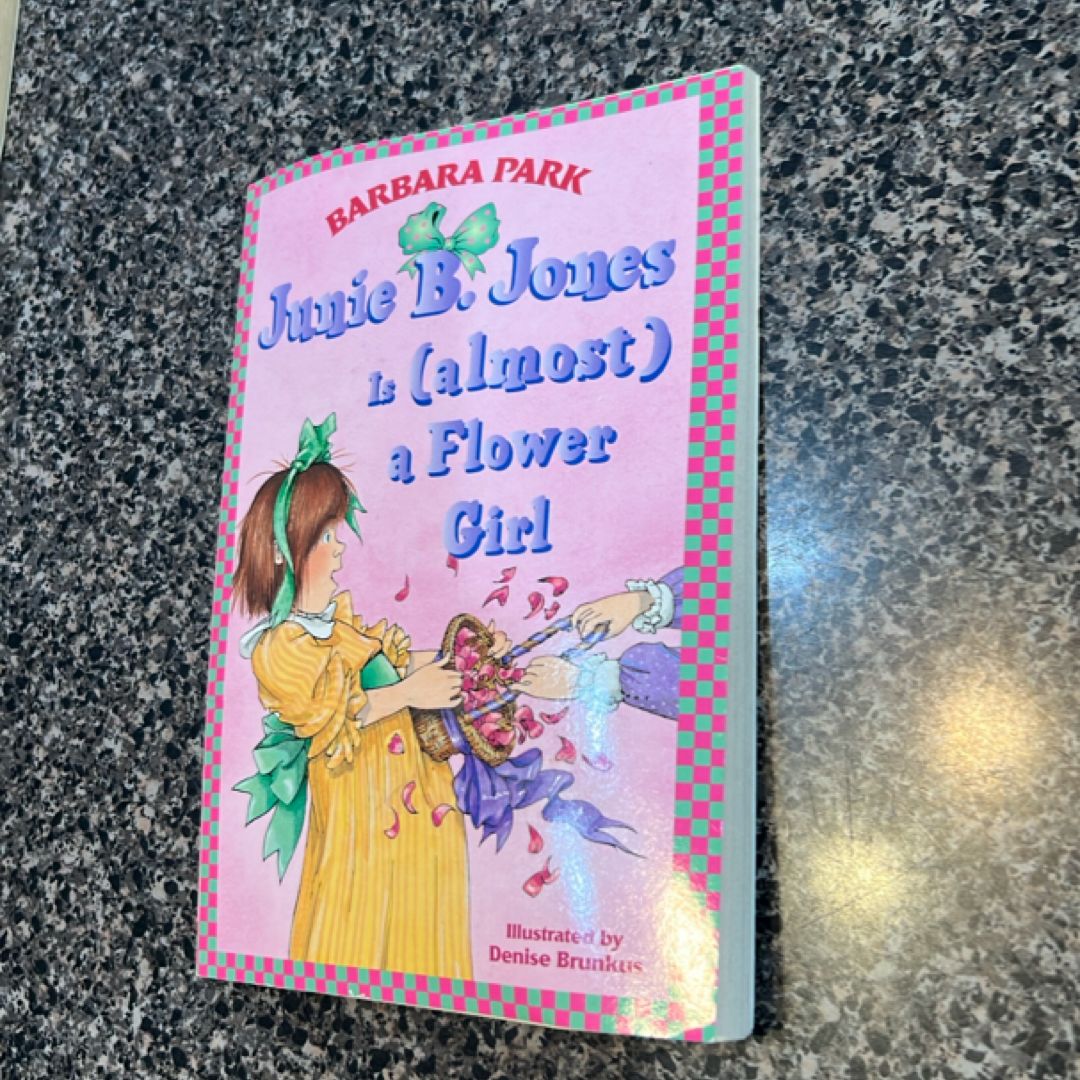 BARBARA PARK
Junie B. Jones
Is (almost)
a Flower
Girl
Illustrated by
Denise Brunkus